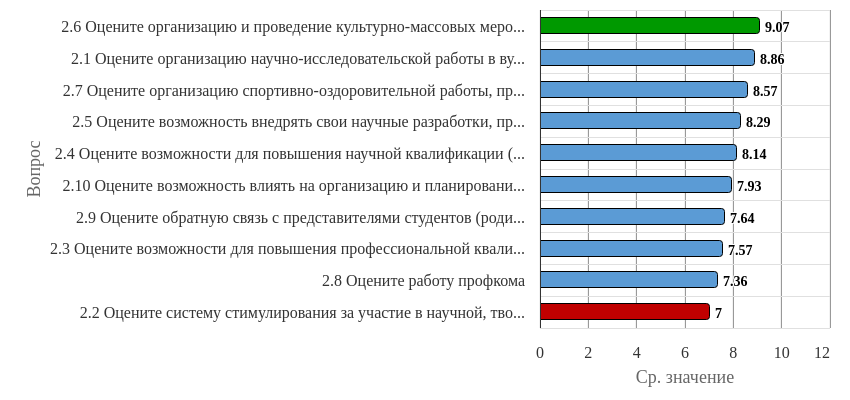 2.6 Оцените организацию и проведение культурно-массовых меро... 9.07
2.1 Оцените организацию научно-исследовательской работы в ву... 8.86
2.7 Оцените организацию спортивно-оздоровительной работы, пр... 8.57
2.5 Оцените возможность внедрять свои научные разработки, пр... 8.29
2.4 Оцените возможности для повышения научной квалификации (... 8.14
2.10 Оцените возможность влиять на организацию и планировани... 7.93
2.9 Оцените обратную связь с представителями студентов (роди... 7.64
2.3 Оцените возможности для повышения профессиональной квали... 7.57
2.8 Оцените работу профкома 7.36
2.2 Оцените систему стимулирования за участие в научной, тво... 7
Вопрос
0 2 4 6 8 10 12
Ср. значение